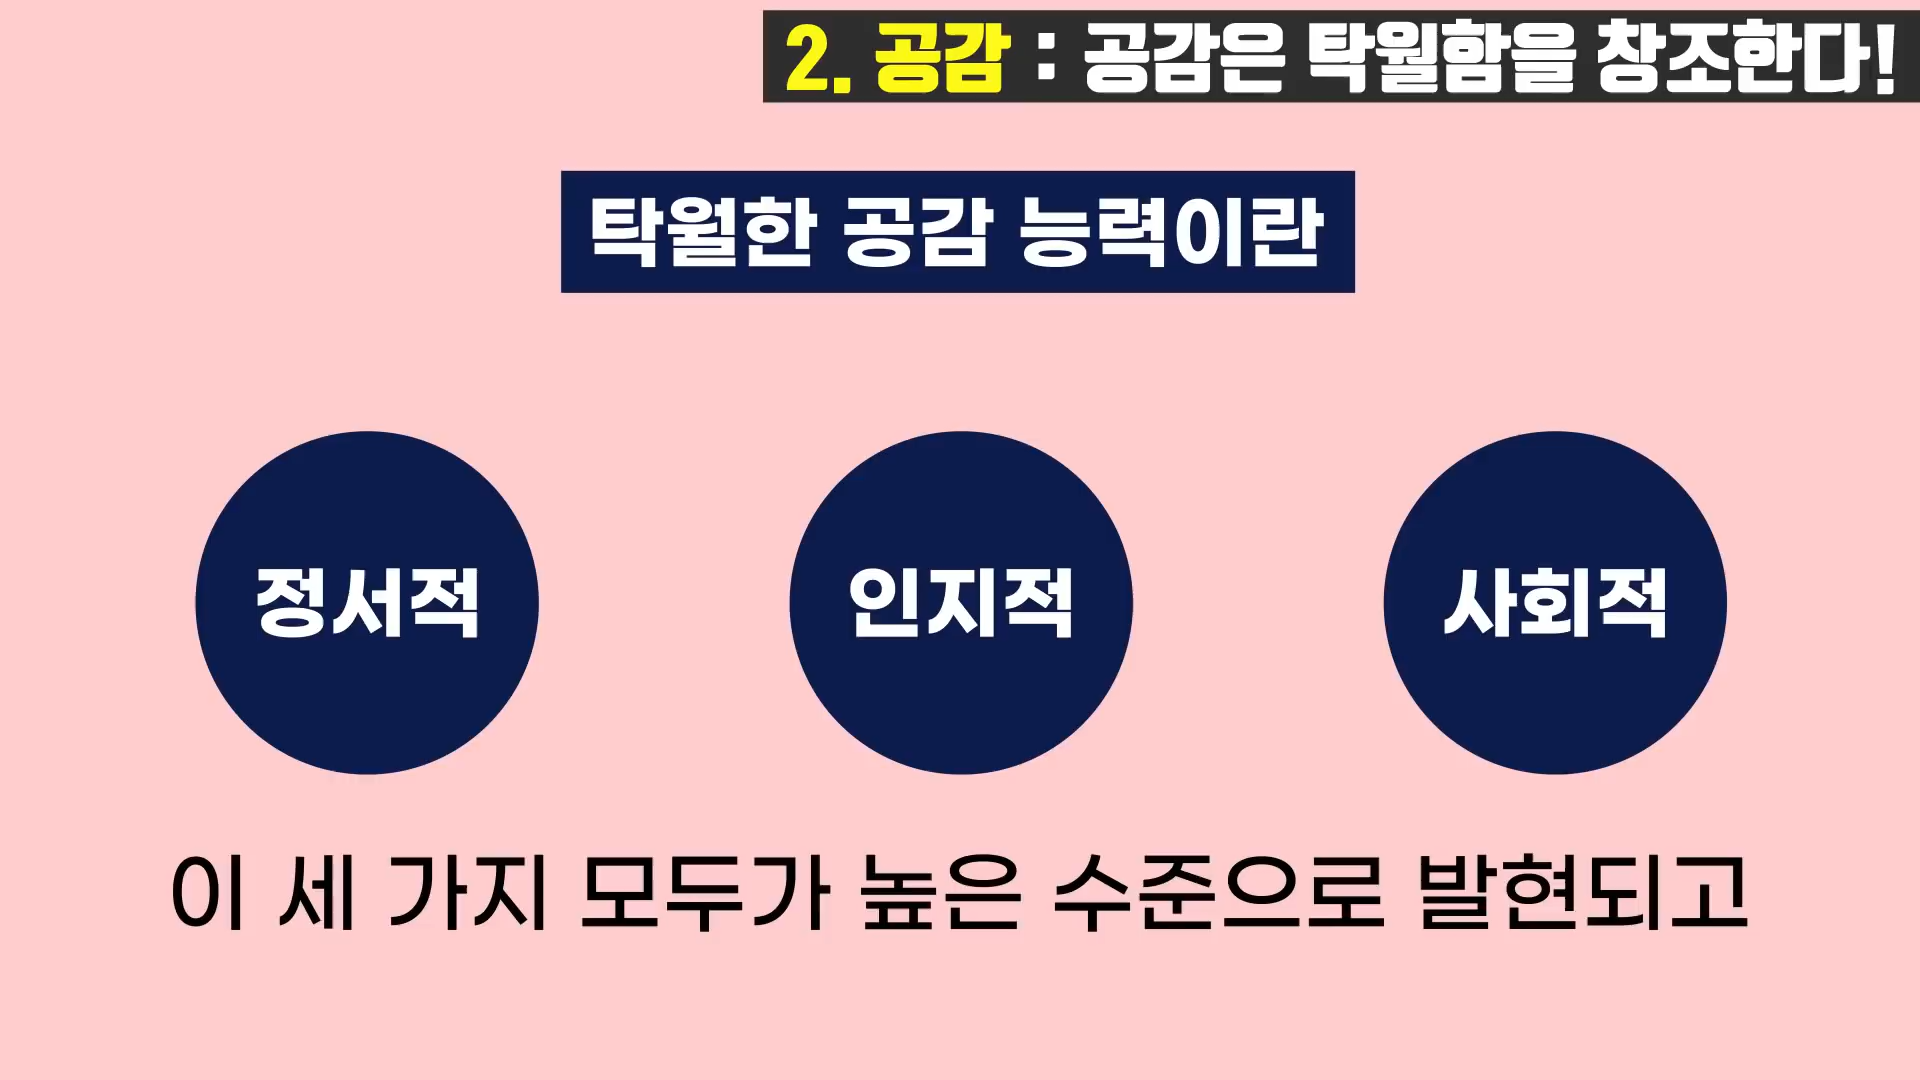 2. 공감 : 공감은 탁월함을 창조한다!
탁월한 공감 능력이란
정서적
인지적
사회적
이 세 가지 모두가 높은 수준으로 발현되고